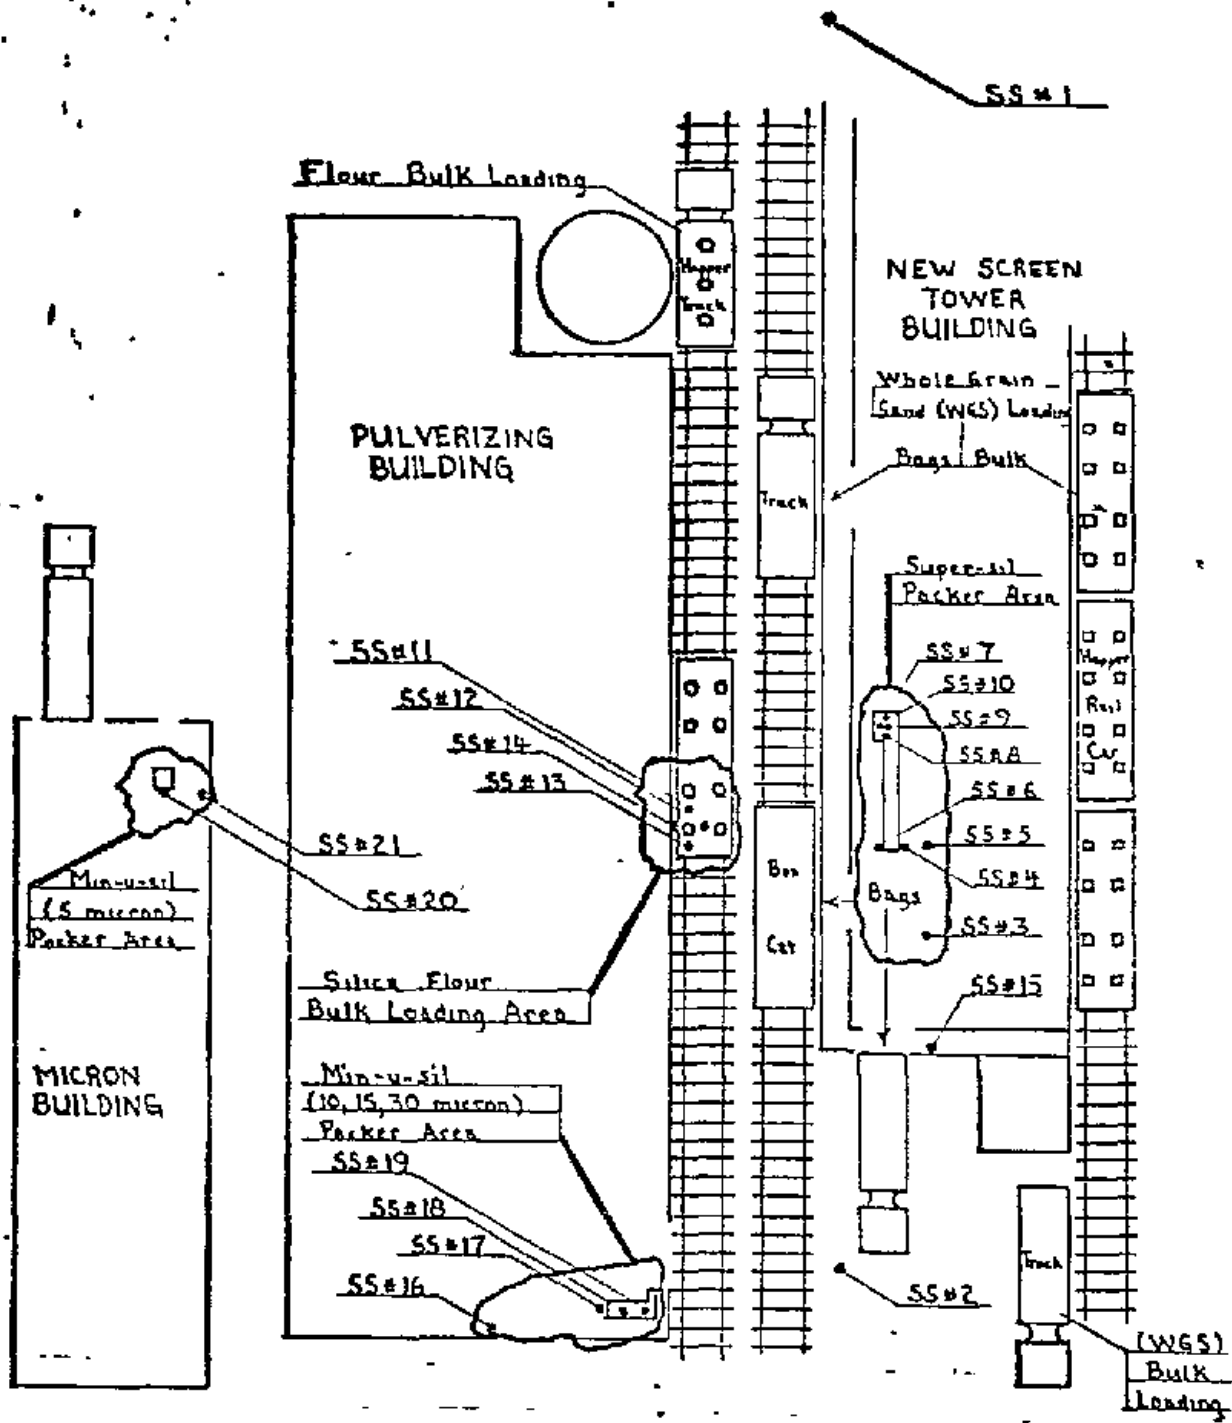 SS#1
Flour Bulk Loading
Hopper
Truck
NEW SCREEN
TOWER
BUILDING
Whole Grain
Sand (WGS) Loading
Bags Bulk
PULVERIZING
BUILDING
Truck
Super-sil
Packer Area
SS#11
SS#12
SS#14
SS#13
SS#7
SS#10
SS#9
SS#8
SS#6
SS#5
SS#4
SS#3
SS#15
Hopper
Rail
Car
Bags
Box
Car
SS#21
SS#20
Min-u-sil
(5 micron)
Packer Area
Silica Flour
Bulk Loading Area
MICRON
BUILDING
Min-u-sil
(10, 15, 30 micron)
Packer Area
SS#19
SS#18
SS#17
SS#16
SS#2
Truck
(WGS)
Bulk
Loading